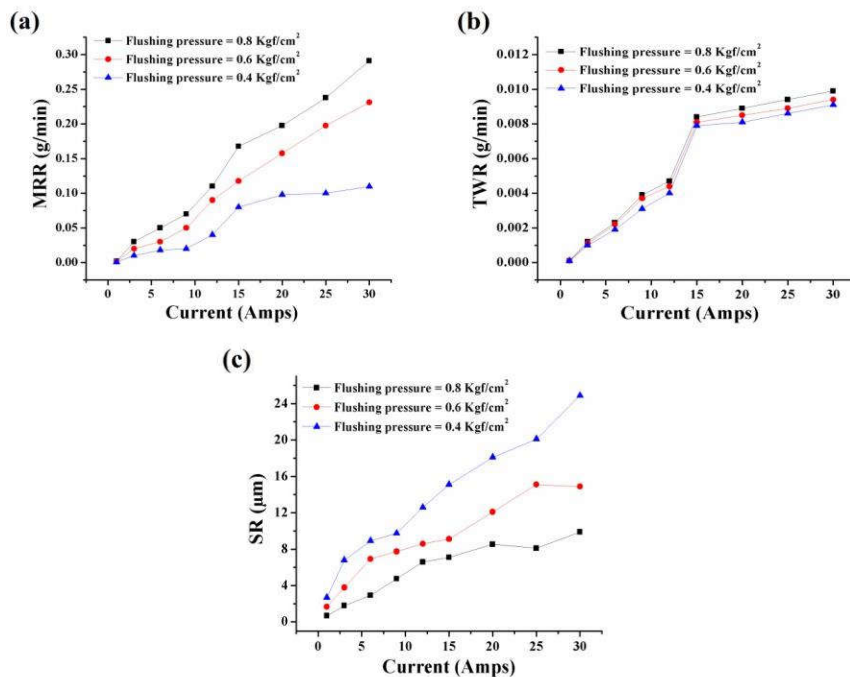 (a)
Flushing pressure = 0.8 Kgf/cm²
Flushing pressure = 0.6 Kgf/cm²
Flushing pressure = 0.4 Kgf/cm²
0.30
0.25
0.20
0.15
0.10
0.05
0.00
MRR (g/min)
0 5 10 15 20 25 30
Current (Amps)
(b)
Flushing pressure = 0.8 Kgf/cm²
Flushing pressure = 0.6 Kgf/cm²
Flushing pressure = 0.4 Kgf/cm²
0.012
0.010
0.008
0.006
0.004
0.002
0.000
TWR (g/min)
0 5 10 15 20 25 30
Current (Amps)
(c)
Flushing pressure = 0.8 Kgf/cm²
Flushing pressure = 0.6 Kgf/cm²
Flushing pressure = 0.4 Kgf/cm²
24
20
16
12
8
4
0
SR (µm)
0 5 10 15 20 25 30
Current (Amps)